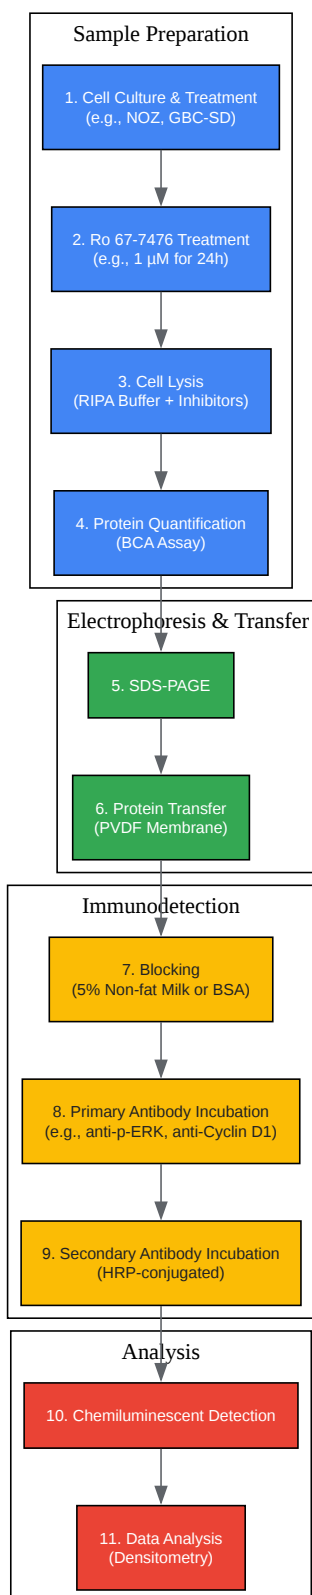 Sample Preparation
1. Cell Culture & Treatment
(e.g., NOZ, GBC-SD)
2. Ro 67-7476 Treatment
(e.g., 1 µM for 24h)
3. Cell Lysis
(RIPA Buffer + Inhibitors)
4. Protein Quantification
(BCA Assay)
Electrophoresis & Transfer
5. SDS-PAGE
6. Protein Transfer
(PVDF Membrane)
Immunodetection
7. Blocking
(5% Non-fat Milk or BSA)
8. Primary Antibody Incubation
(e.g., anti-p-ERK, anti-Cyclin D1)
9. Secondary Antibody Incubation
(HRP-conjugated)
Analysis
10. Chemiluminescent Detection
11. Data Analysis
(Densitometry)